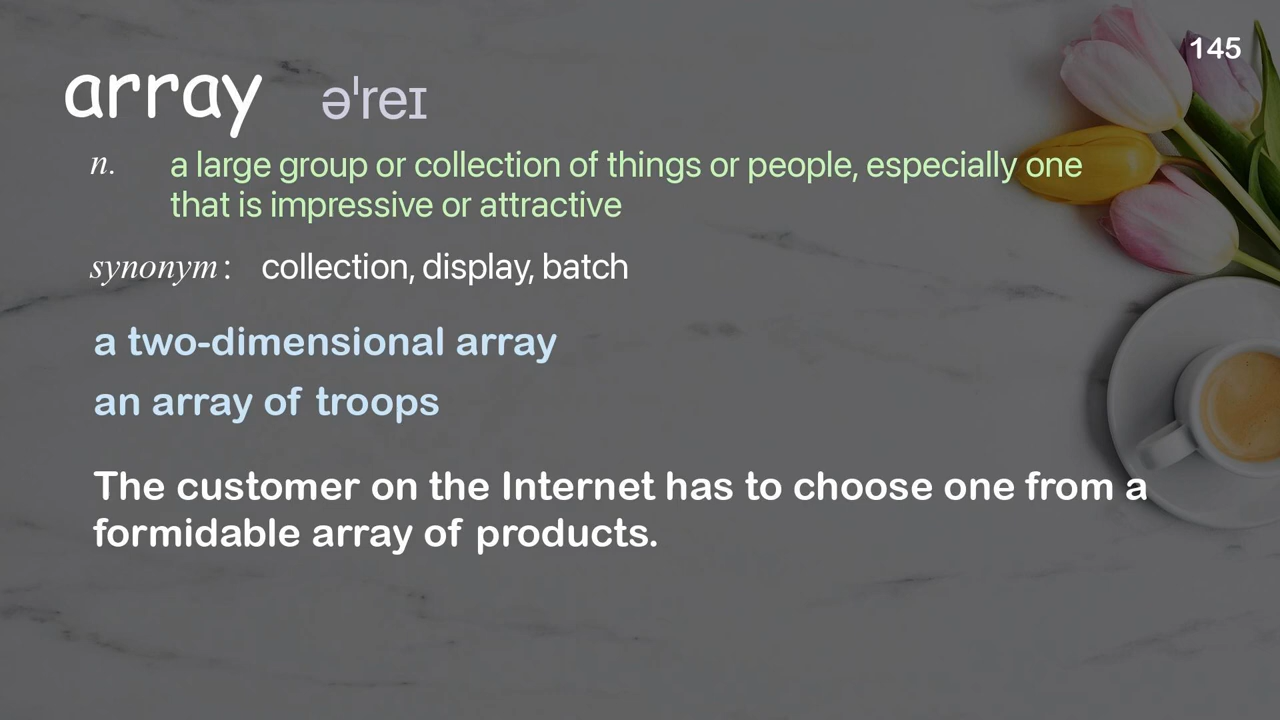 145
array əˈreɪ
n. a large group or collection of things or people, especially one
that is impressive or attractive
synonym: collection, display, batch
a two-dimensional array
an array of troops
The customer on the Internet has to choose one from a
formidable array of products.